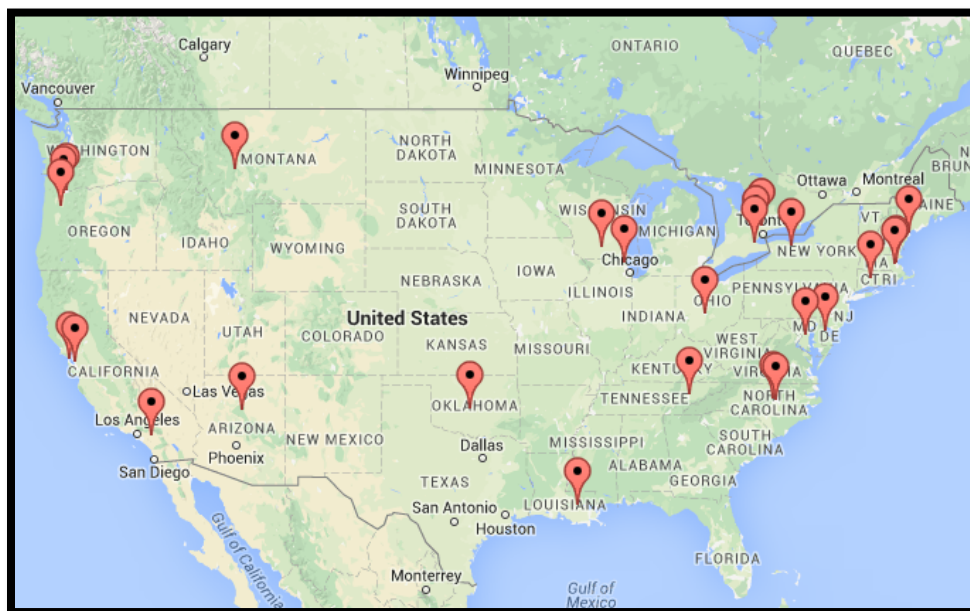 Calgary
ONTARIO
QUEBEC
Winnipeg
Vancouver
WASHINGTON
MONTANA
NORTH
DAKOTA
MINNESOTA
Ottawa
Montreal
BRUN
MAINE
VT
OREGON
IDAHO
SOUTH
DAKOTA
WISCONSIN
MICHIGAN
Toronto
NEW YORK
MA
CT RI
WYOMING
IOWA
Chicago
ILLINOIS
NEBRASKA
PENNSYLVANIA
OHIO
NJ
MD
DE
INDIANA
NEVADA
UTAH
COLORADO
United States
KANSAS
MISSOURI
WEST
VIRGINIA
KENTUCKY
VIRGINIA
CALIFORNIA
Las Vegas
OKLAHOMA
TENNESSEE
NORTH
CAROLINA
Los Angeles
ARIZONA
NEW MEXICO
MISSISSIPPI
SOUTH
CAROLINA
Phoenix
Dallas
ALABAMA
GEORGIA
San Diego
TEXAS
LOUISIANA
San Antonio
Houston
Gulf of California
FLORIDA
Monterrey
Gulf of
Mexico